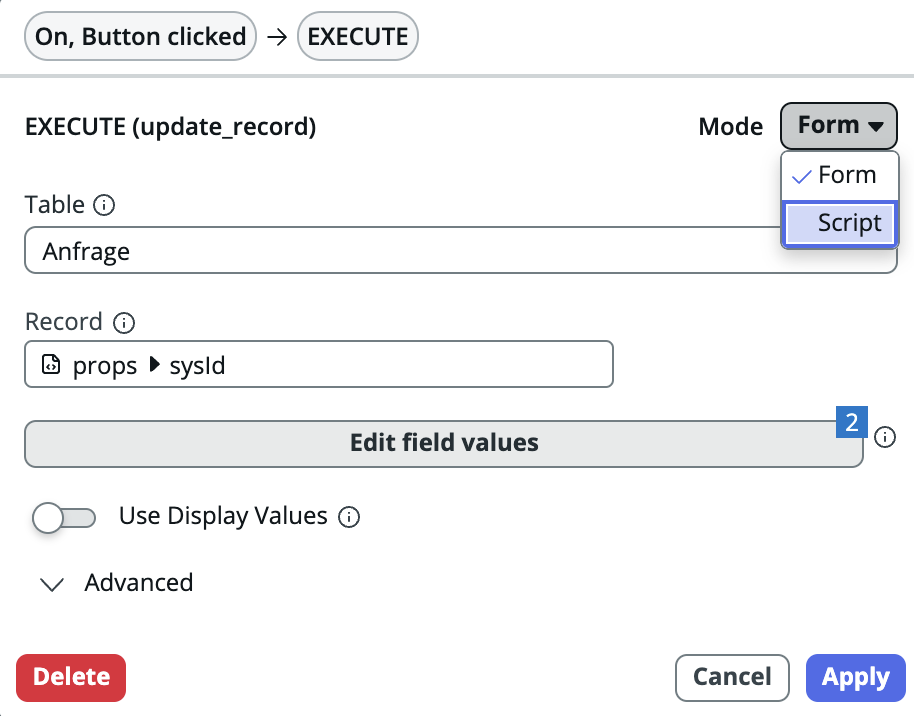 On, Button clicked → EXECUTE
EXECUTE (update_record) Mode Form
Form
Script
Table
Anfrage
Record
props sysId
Edit field values 2
Use Display Values
Advanced
Delete Cancel Apply